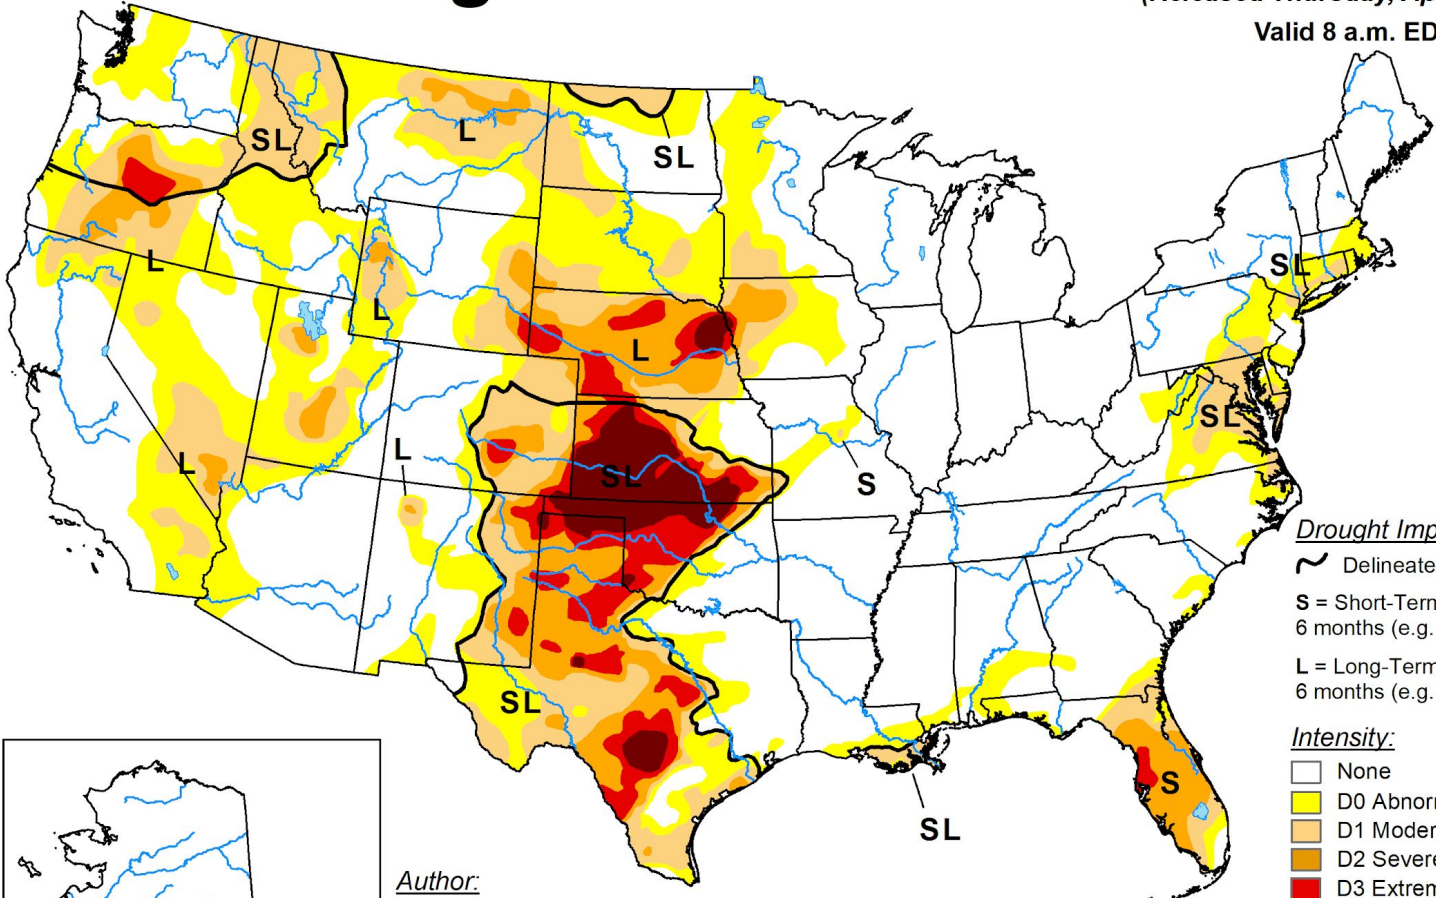 Valid 8 a.m. ED
SL
L
SL
L
SL
L
L
L
SL
SL
L
S
SL
S
SL
Drought Imp
Delineate
S = Short-Term
6 months (e.g.
L = Long-Term
6 months (e.g.
Intensity:
None
D0 Abnorm
D1 Moder
D2 Severe
D3 Extrem
Author: